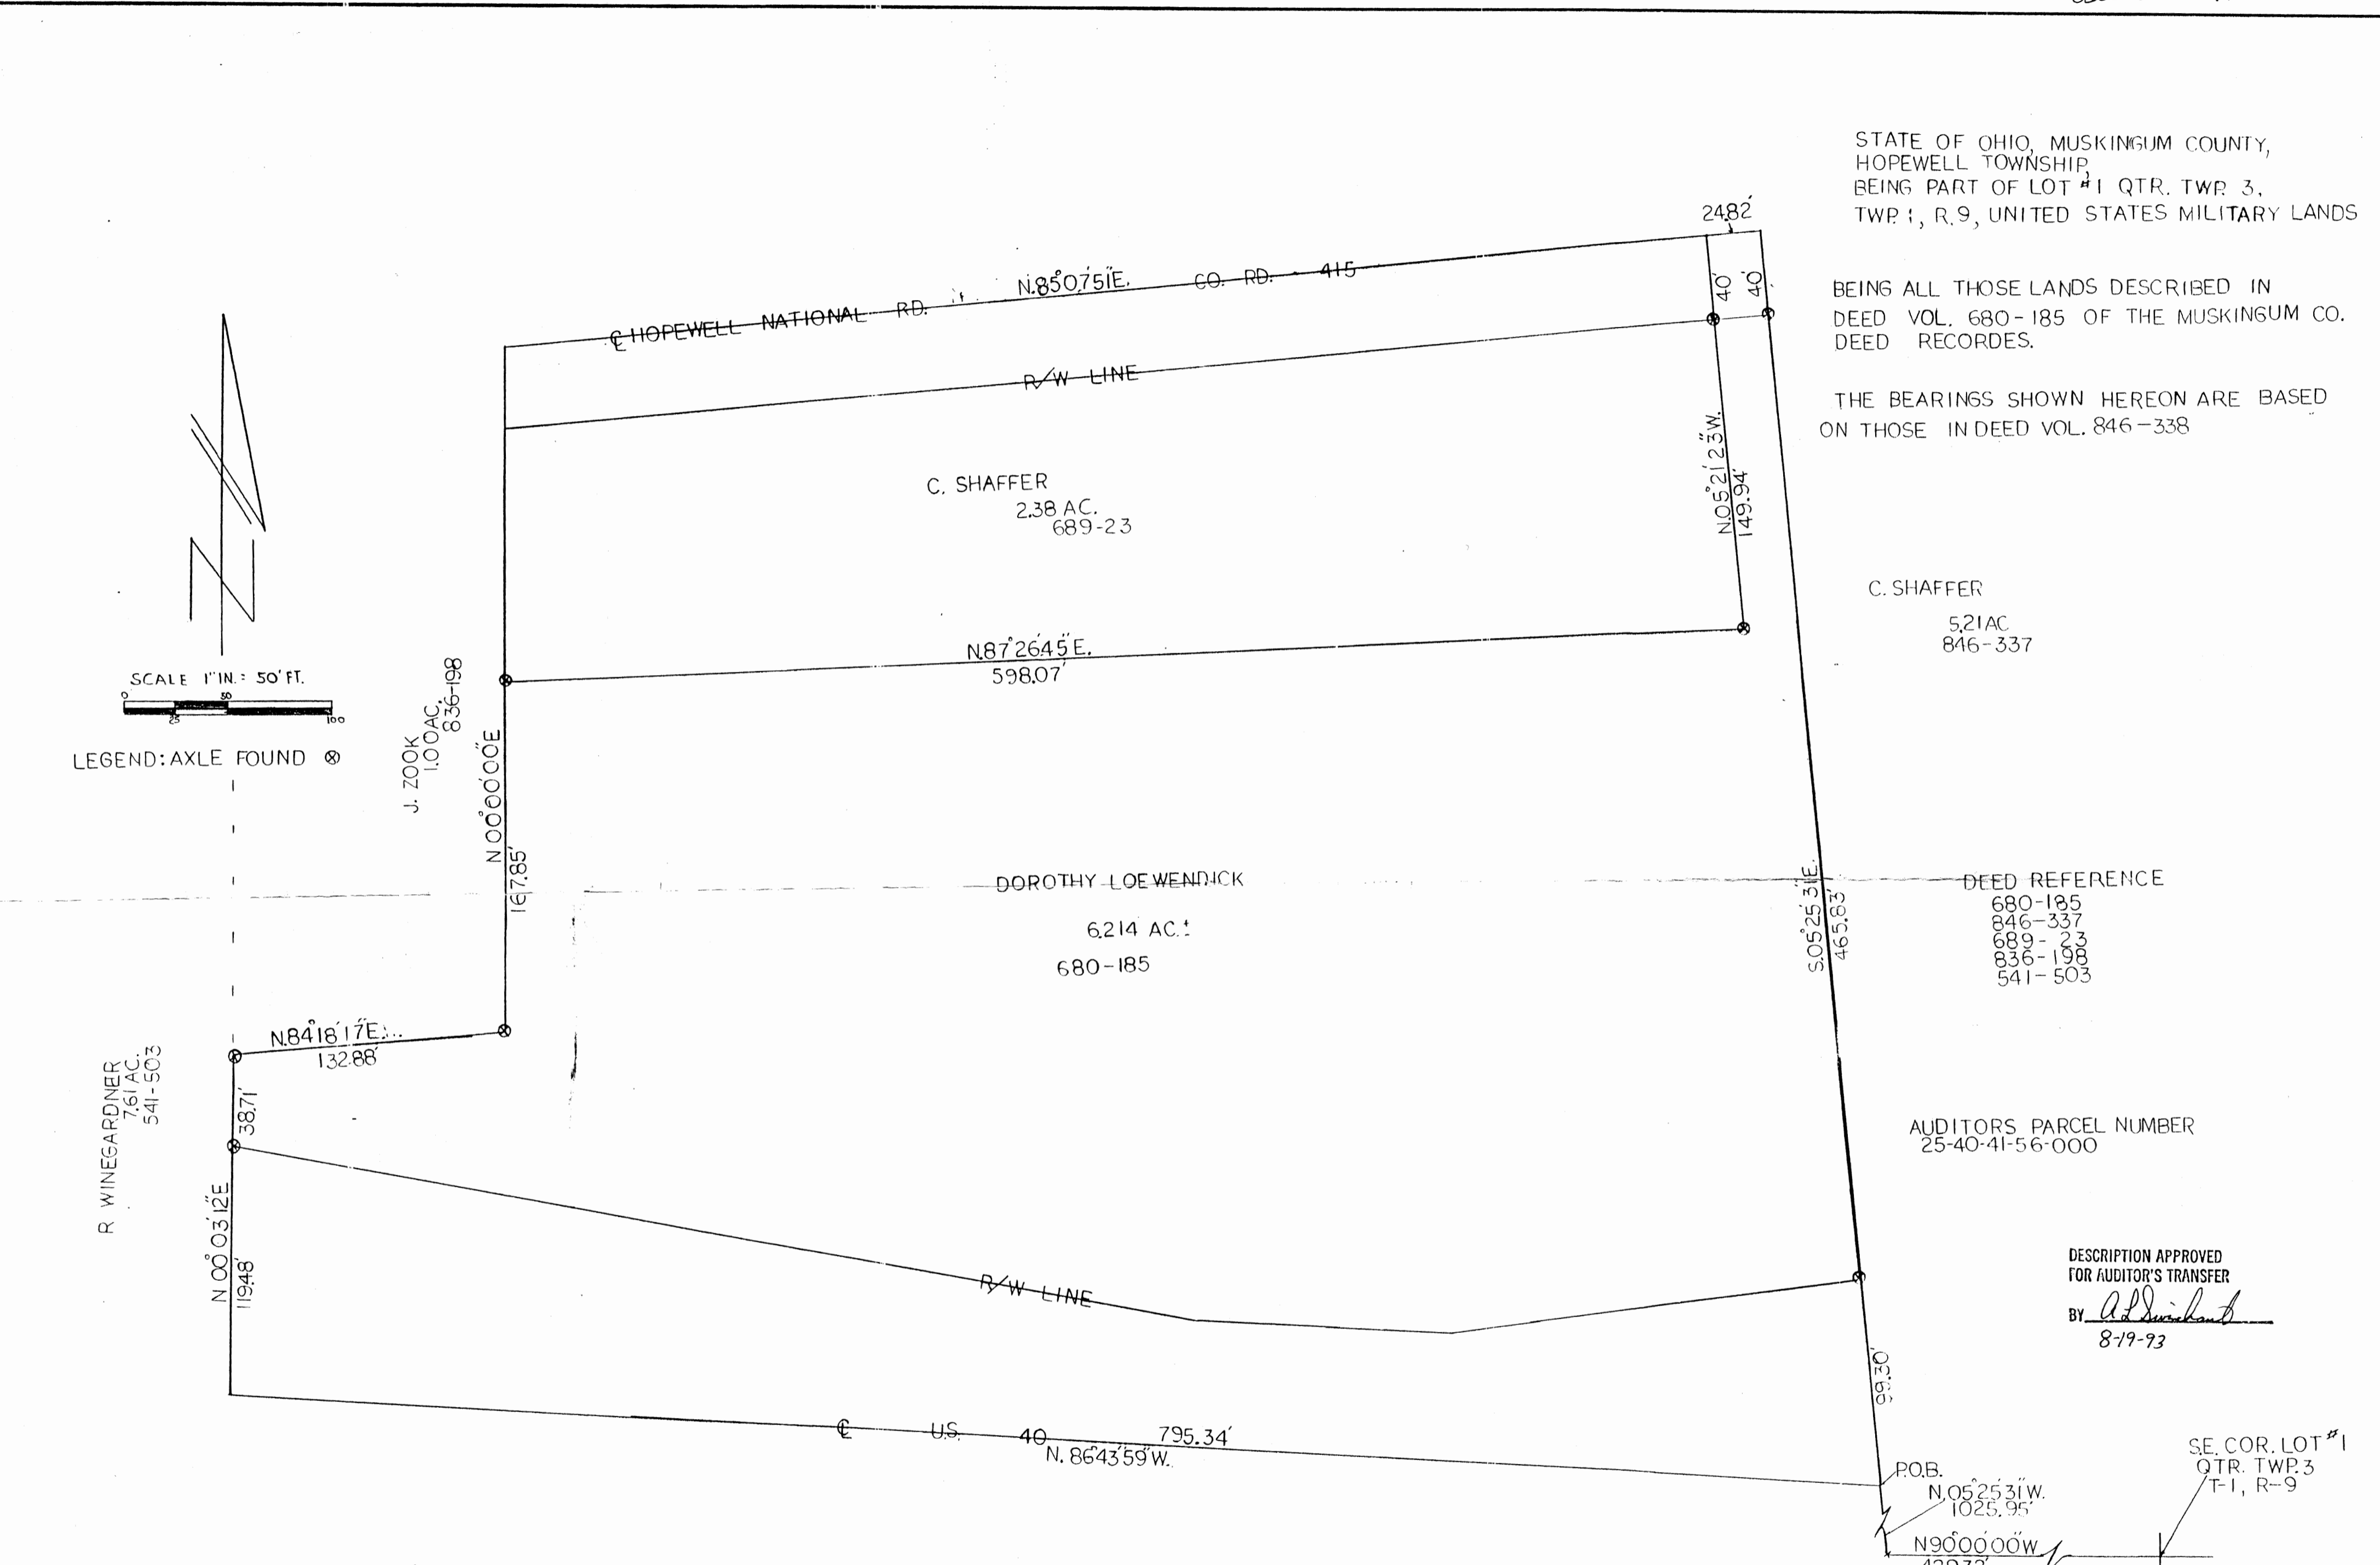 STATE OF OHIO, MUSKINGUM COUNTY,
HOPEWELL TOWNSHIP,
BEING PART OF LOT #1 QTR. TWP. 3,
TWP. 1, R. 9, UNITED STATES MILITARY LANDS
BEING ALL THOSE LANDS DESCRIBED IN
DEED VOL. 680-185 OF THE MUSKINGUM CO.
DEED RECORDES.
THE BEARINGS SHOWN HEREON ARE BASED
ON THOSE IN DEED VOL. 846-338
24.82'
40'
40'
℄ HOPEWELL NATIONAL RD. N.85°07'51"E. CO. RD. 415
R/W LINE
N.05°21'23"W.
149.94'
C. SHAFFER
2.38 AC.
689-23
C. SHAFFER
5.21 AC
846-337
N.87°26'45"E.
598.07'
N
SCALE 1"IN.= 50'FT.
0 50
25 100
LEGEND: AXLE FOUND ⊗
J. ZOOK
1.00 AC.
836-198
N 00°00'00"E
167.85'
DOROTHY LOEWENDICK
6.214 AC.±
680-185
S.05°25'31"E.
465.83'
DEED REFERENCE
680-185
846-337
689-23
836-198
541-503
N.84°18'17"E.
132.88'
R WINEGARDNER
7.61 AC.
541-503
38.71'
N 00°03'12"E
119.48'
R/W LINE
AUDITORS PARCEL NUMBER
25-40-41-56-000
DESCRIPTION APPROVED
FOR AUDITOR'S TRANSFER
BY
8-19-93
99.30'
℄ U.S. 40 795.34'
N. 86°43'59"W.
P.O.B.
N.05°25'31"W.
1025.95'
N90°00'00"W
S.E. COR. LOT #1
QTR. TWP. 3
T-1, R-9